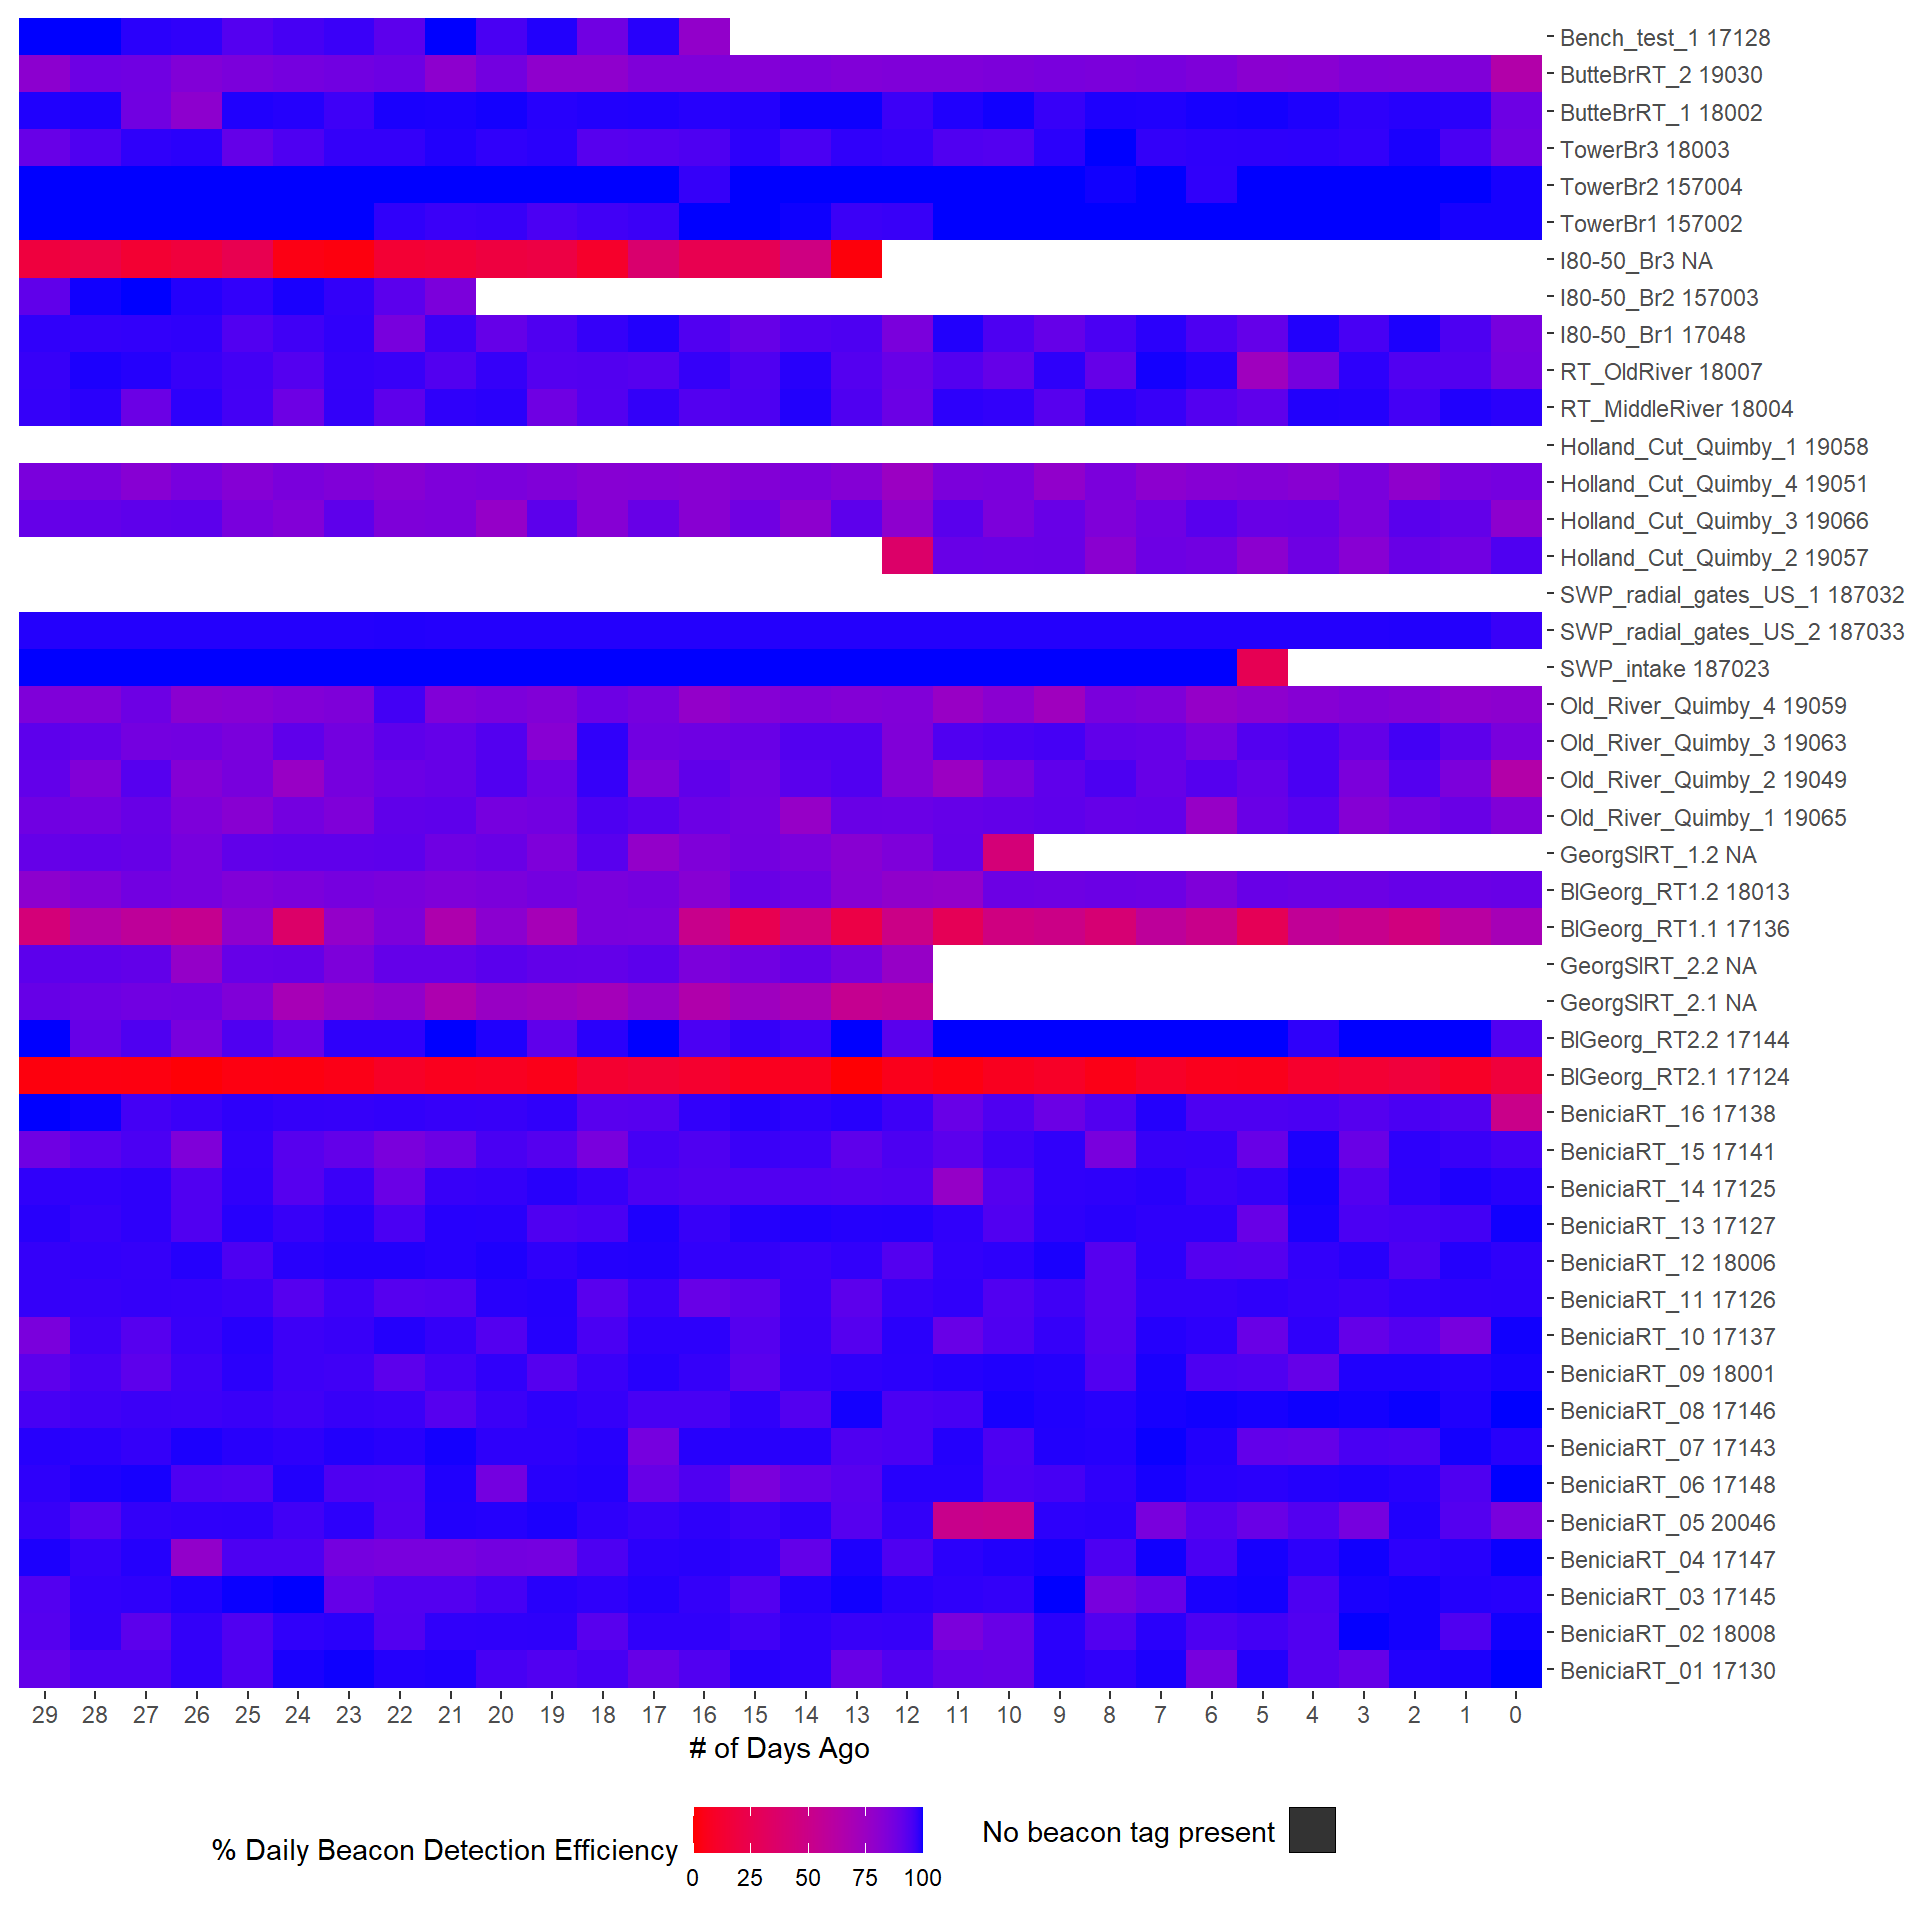 Bench_test_1 17128
ButteBrRT_2 19030
ButteBrRT_1 18002
TowerBr3 18003
TowerBr2 157004
TowerBr1 157002
I80-50_Br3 NA
I80-50_Br2 157003
I80-50_Br1 17048
RT_OldRiver 18007
RT_MiddleRiver 18004
Holland_Cut_Quimby_1 19058
Holland_Cut_Quimby_4 19051
Holland_Cut_Quimby_3 19066
Holland_Cut_Quimby_2 19057
SWP_radial_gates_US_1 187032
SWP_radial_gates_US_2 187033
SWP_intake 187023
Old_River_Quimby_4 19059
Old_River_Quimby_3 19063
Old_River_Quimby_2 19049
Old_River_Quimby_1 19065
GeorgSlRT_1.2 NA
BlGeorg_RT1.2 18013
BlGeorg_RT1.1 17136
GeorgSlRT_2.2 NA
GeorgSlRT_2.1 NA
BlGeorg_RT2.2 17144
BlGeorg_RT2.1 17124
BeniciaRT_16 17138
BeniciaRT_15 17141
BeniciaRT_14 17125
BeniciaRT_13 17127
BeniciaRT_12 18006
BeniciaRT_11 17126
BeniciaRT_10 17137
BeniciaRT_09 18001
BeniciaRT_08 17146
BeniciaRT_07 17143
BeniciaRT_06 17148
BeniciaRT_05 20046
BeniciaRT_04 17147
BeniciaRT_03 17145
BeniciaRT_02 18008
BeniciaRT_01 17130
29 28 27 26 25 24 23 22 21 20 19 18 17 16 15 14 13 12 11 10 9 8 7 6 5 4 3 2 1 0
# of Days Ago
% Daily Beacon Detection Efficiency
0 25 50 75 100
No beacon tag present